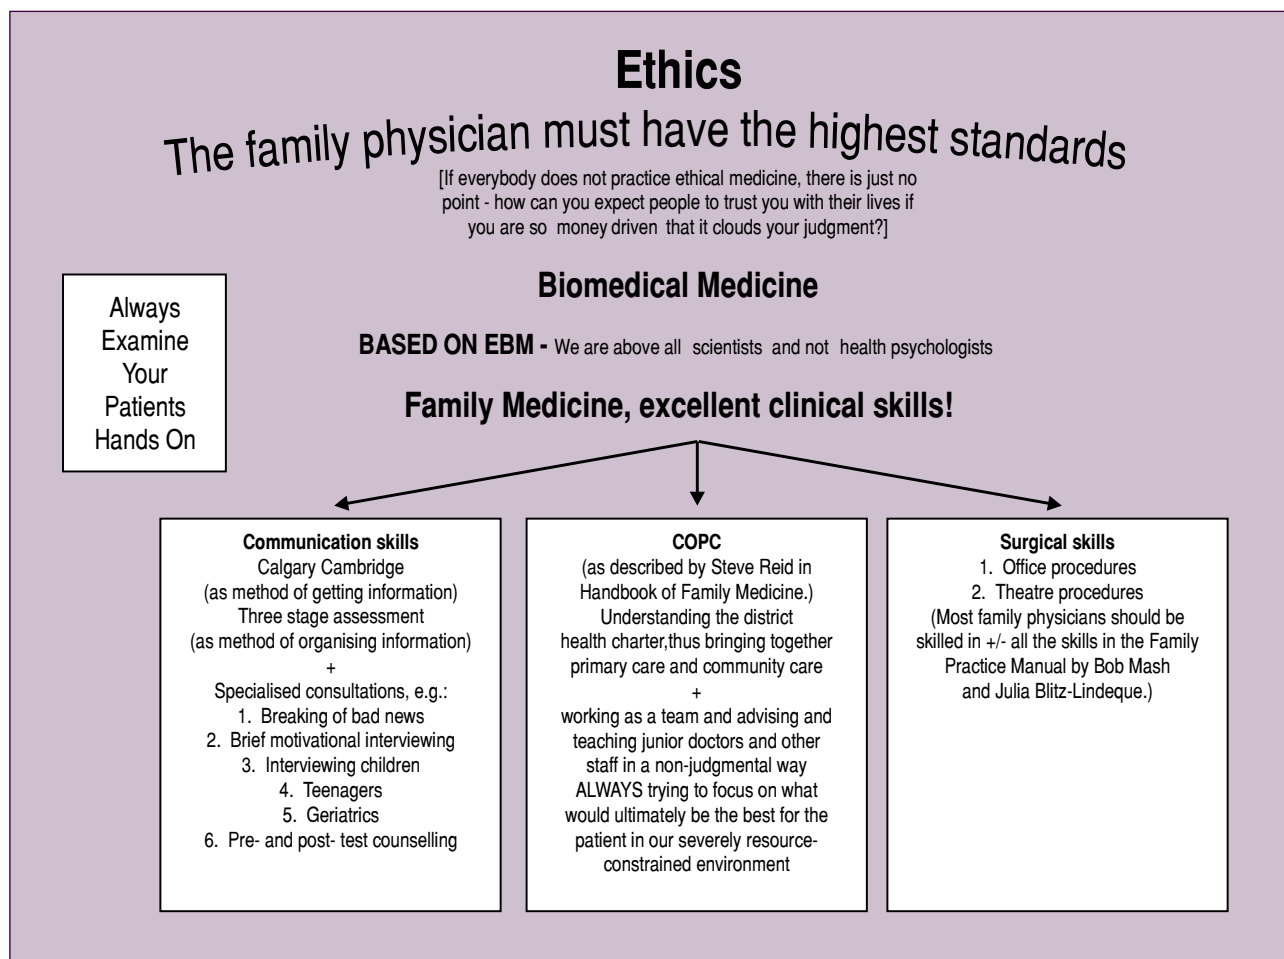 Ethics
The family physician must have the highest standards
[If everybody does not practice ethical medicine, there is just no
point - how can you expect people to trust you with their lives if
you are so money driven that it clouds your judgment?]
Biomedical Medicine
BASED ON EBM - We are above all scientists and not health psychologists
Family Medicine, excellent clinical skills!
Always
Examine
Your
Patients
Hands On
Communication skills
Calgary Cambridge
(as method of getting information)
Three stage assessment
(as method of organising information)
+
Specialised consultations, e.g.:
1. Breaking of bad news
2. Brief motivational interviewing
3. Interviewing children
4. Teenagers
5. Geriatrics
6. Pre- and post- test counselling
COPC
(as described by Steve Reid in
Handbook of Family Medicine.)
Understanding the district
health charter,thus bringing together
primary care and community care
+
working as a team and advising and
teaching junior doctors and other
staff in a non-judgmental way
ALWAYS trying to focus on what
would ultimately be the best for the
patient in our severely resource-
constrained environment
Surgical skills
1. Office procedures
2. Theatre procedures
(Most family physicians should be
skilled in +/- all the skills in the Family
Practice Manual by Bob Mash
and Julia Blitz-Lindeque.)